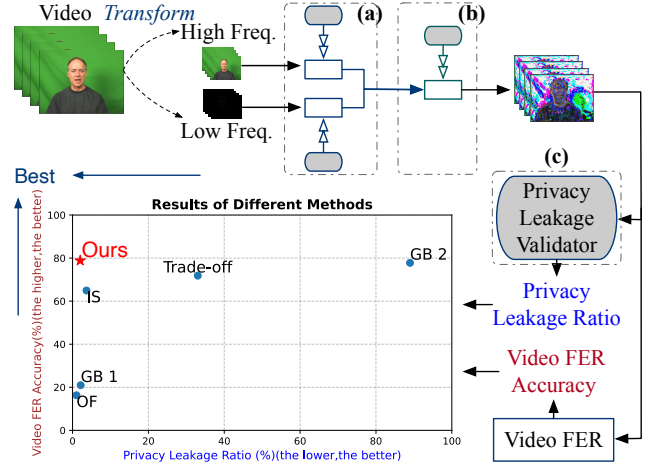 Video Transform
High Freq.
Low Freq.
(a)
(b)
(c)
Privacy
Leakage
Validator
Privacy
Leakage Ratio
Video FER
Accuracy
Video FER
Best
Results of Different Methods
Video FER Accuracy(%)(the higher,the better)
100
80
60
40
20
0
Ours
Trade-off
GB 2
IS
GB 1
OF
0 20 40 60 80 100
Privacy Leakage Ratio (%)(the lower,the better)